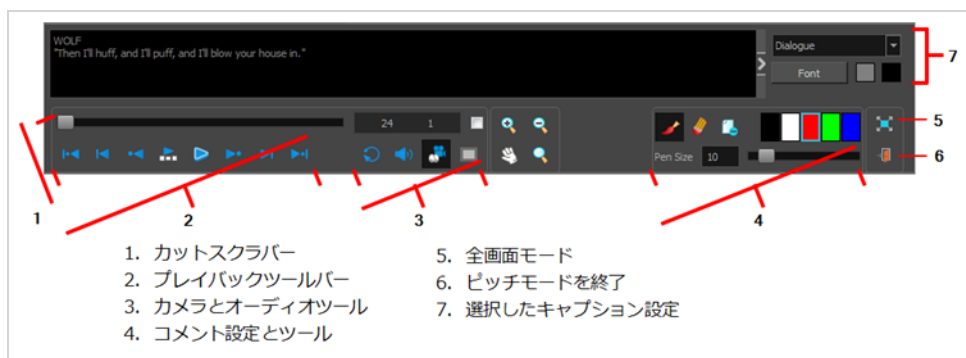 WOLF
"Then I'll huff, and I'll puff, and I'll blow your house in."
Dialogue
Font
7
24 1
5
Pen Size 10
6
1
2
3
4
1. カットスクラバー
2. プレイバックツールバー
3. カメラとオーディオツール
4. コメント設定とツール
5. 全画面モード
6. ピッチモードを終了
7. 選択したキャプション設定